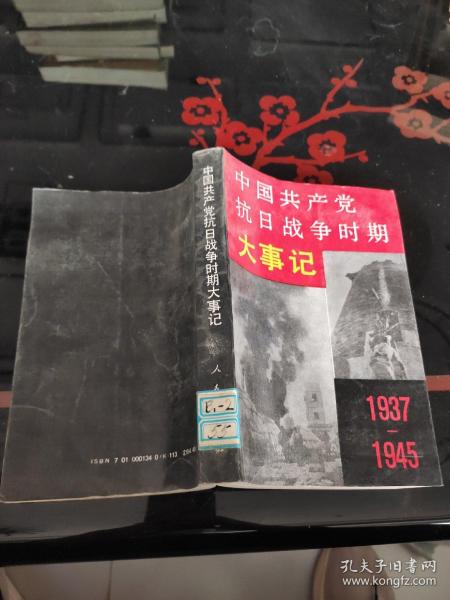 中国共产党
抗日战争时期
大事记
1937
—
1945
中国共产党抗日战争时期大事记
人
55
ISBN 7 01 000134 0/K·113
孔夫子旧书网
www.kongfz.com